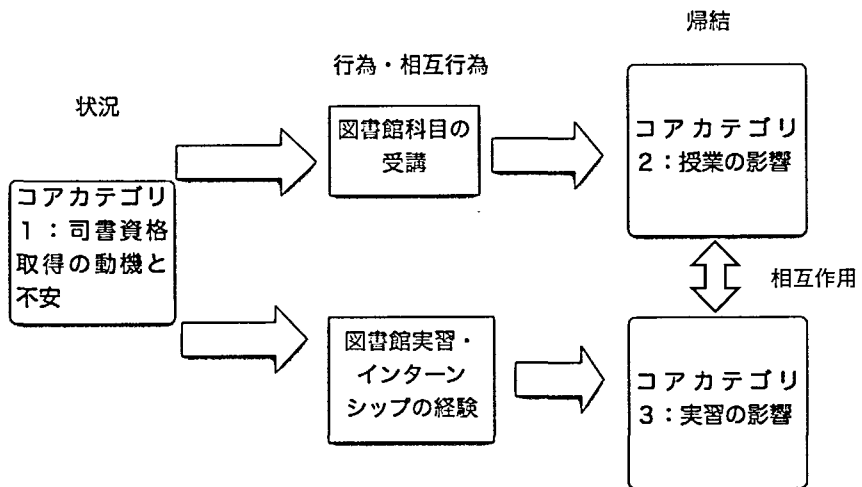 帰結
行為・相互行為
状況
図書館科目の
受講
コアカテゴリ
2：授業の影響
コアカテゴリ
1：司書資格
取得の動機と
不安
相互作用
図書館実習・
インターン
シップの経験
コアカテゴリ
3：実習の影響